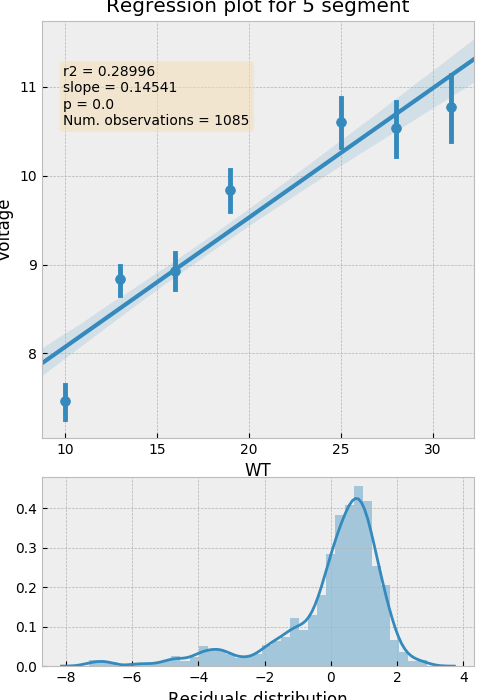 Regression plot for 5 segment
r2 = 0.28996
slope = 0.14541
p = 0.0
Num. observations = 1085
11
10
9
8
Voltage
10 15 20 25 30
WT
0.4
0.3
0.2
0.1
0.0
−8 −6 −4 −2 0 2 4
Residuals distribution